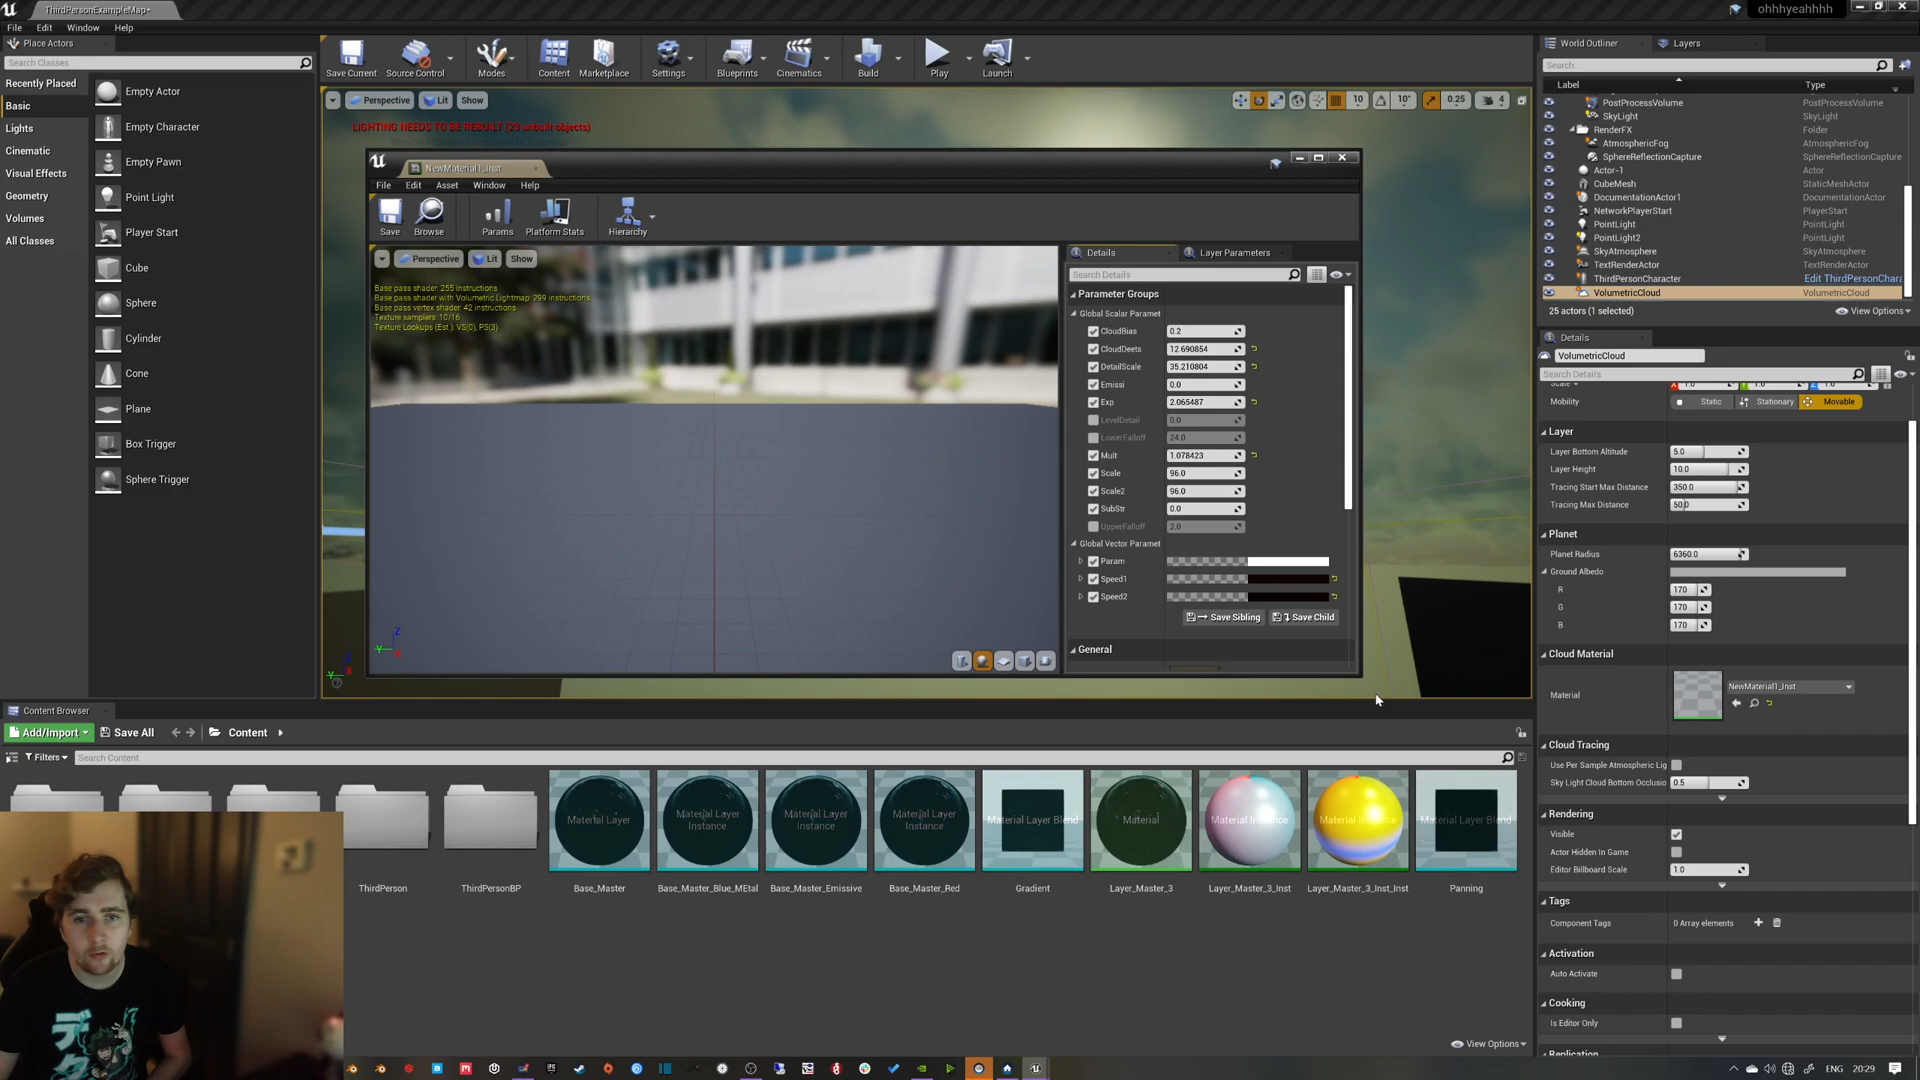 ThirdPersonExampleMap*
ohhhyeahhhh
File Edit Window Help
Place Actors
Search Classes
Recently Placed
Basic
Lights
Cinematic
Visual Effects
Geometry
Volumes
All Classes
Empty Actor
Empty Character
Empty Pawn
Point Light
Player Start
Cube
Sphere
Cylinder
Cone
Plane
Box Trigger
Sphere Trigger
Save Current Source Control Modes Content Marketplace Settings Blueprints Cinematics Build Play Launch
Perspective Lit Show
10 10° 0.25 4
LIGHTING NEEDS TO BE REBUILT (23 unbuilt objects)
NewMaterial1_Inst
File Edit Asset Window Help
Save Browse Params Platform Stats Hierarchy
Perspective Lit Show
Base pass shader: 255 instructions
Base pass shader with Volumetric Lightmap: 299 instructions
Base pass vertex shader: 42 instructions
Texture samplers: 10/16
Texture Lookups (Est.): VS(0), PS(3)
Z
Y
X
Details Layer Parameters
Search Details
Parameter Groups
Global Scalar Paramet
CloudBias 0.2
CloudDeets 12.690854
DetailScale 35.210804
Emissi 0.0
Exp 2.065487
LevelDetail 0.0
LowerFalloff 24.0
Mult 1.078423
Scale 96.0
Scale2 96.0
SubStr 0.0
UpperFalloff 2.0
Global Vector Paramet
Param
Speed1
Speed2
Save Sibling Save Child
General
World Outliner Layers
Search...
Label Type
PostProcessVolume PostProcessVolume
SkyLight SkyLight
RenderFX Folder
AtmosphericFog AtmosphericFog
SphereReflectionCapture SphereReflectionCapture
Actor-1 Actor
CubeMesh StaticMeshActor
DocumentationActor1 DocumentationActor
NetworkPlayerStart PlayerStart
PointLight PointLight
PointLight2 PointLight
SkyAtmosphere SkyAtmosphere
TextRenderActor TextRenderActor
ThirdPersonCharacter Edit ThirdPersonChara
VolumetricCloud VolumetricCloud
25 actors (1 selected) View Options
Details
VolumetricCloud
Search Details
Scale X 1.0 Y 1.0 Z 1.0
Mobility Static Stationary Movable
Layer
Layer Bottom Altitude 5.0
Layer Height 10.0
Tracing Start Max Distance 350.0
Tracing Max Distance 50.0
Planet
Planet Radius 6360.0
Ground Albedo
R 170
G 170
B 170
Cloud Material
Material NewMaterial1_Inst
Cloud Tracing
Use Per Sample Atmospheric Lig
Sky Light Cloud Bottom Occlusio 0.5
Rendering
Visible
Actor Hidden In Game
Editor Billboard Scale 1.0
Tags
Component Tags 0 Array elements
Activation
Auto Activate
Cooking
Is Editor Only
Replication
Content Browser
Add/Import Save All Content
Filters Search Content
Material Layer
Material Layer Instance
Material Layer Instance
Material Layer Instance
Material Layer Blend
Material
Material Instance
Material Instance
Material Layer Blend
ThirdPerson ThirdPersonBP Base_Master Base_Master_Blue_MEtal Base_Master_Emissive Base_Master_Red Gradient Layer_Master_3 Layer_Master_3_Inst Layer_Master_3_Inst_Inst Panning
View Options
デク
ENG 20:29